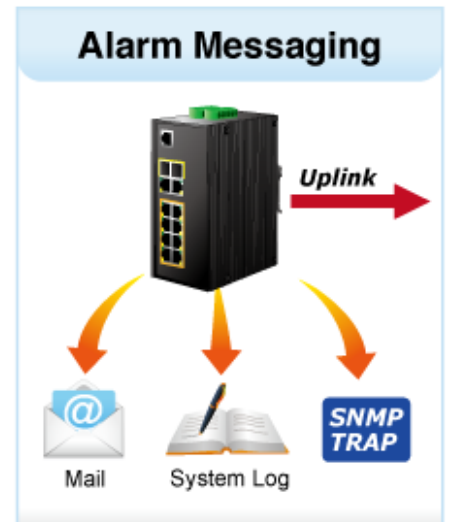 Alarm Messaging
Uplink
@
Mail
System Log
SNMP
TRAP